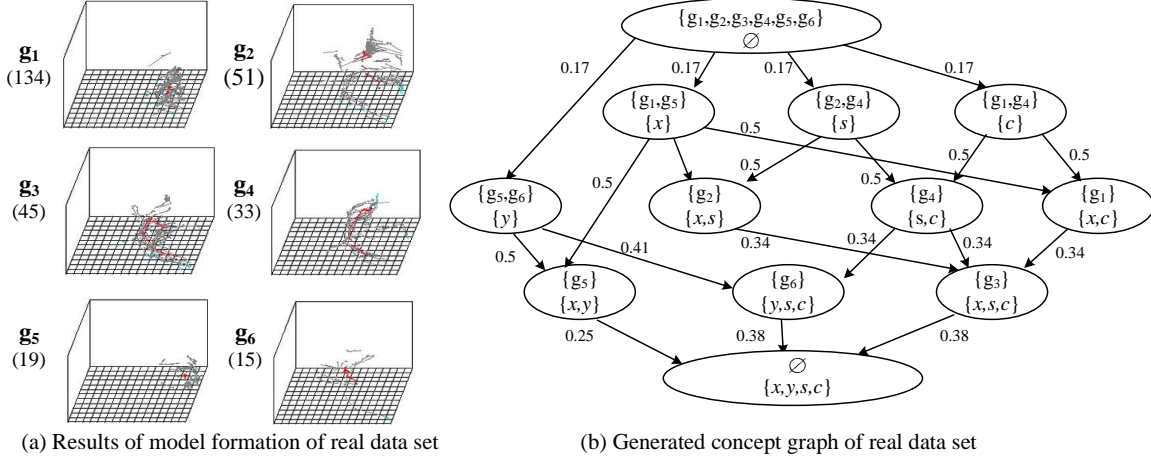 g1
(134)
g2
(51)
g3
(45)
g4
(33)
g5
(19)
g6
(15)
(a) Results of model formation of real data set
{g1,g2,g3,g4,g5,g6}
∅
0.17
0.17
0.17
0.17
{g1,g5}
{x}
{g2,g4}
{s}
{g1,g4}
{c}
0.5
0.5
0.5
0.5
0.5
0.5
{g5,g6}
{y}
{g2}
{x,s}
{g4}
{s,c}
{g1}
{x,c}
0.5
0.41
0.34
0.34
0.34
0.34
{g5}
{x,y}
{g6}
{y,s,c}
{g3}
{x,s,c}
0.25
0.38
0.38
∅
{x,y,s,c}
(b) Generated concept graph of real data set